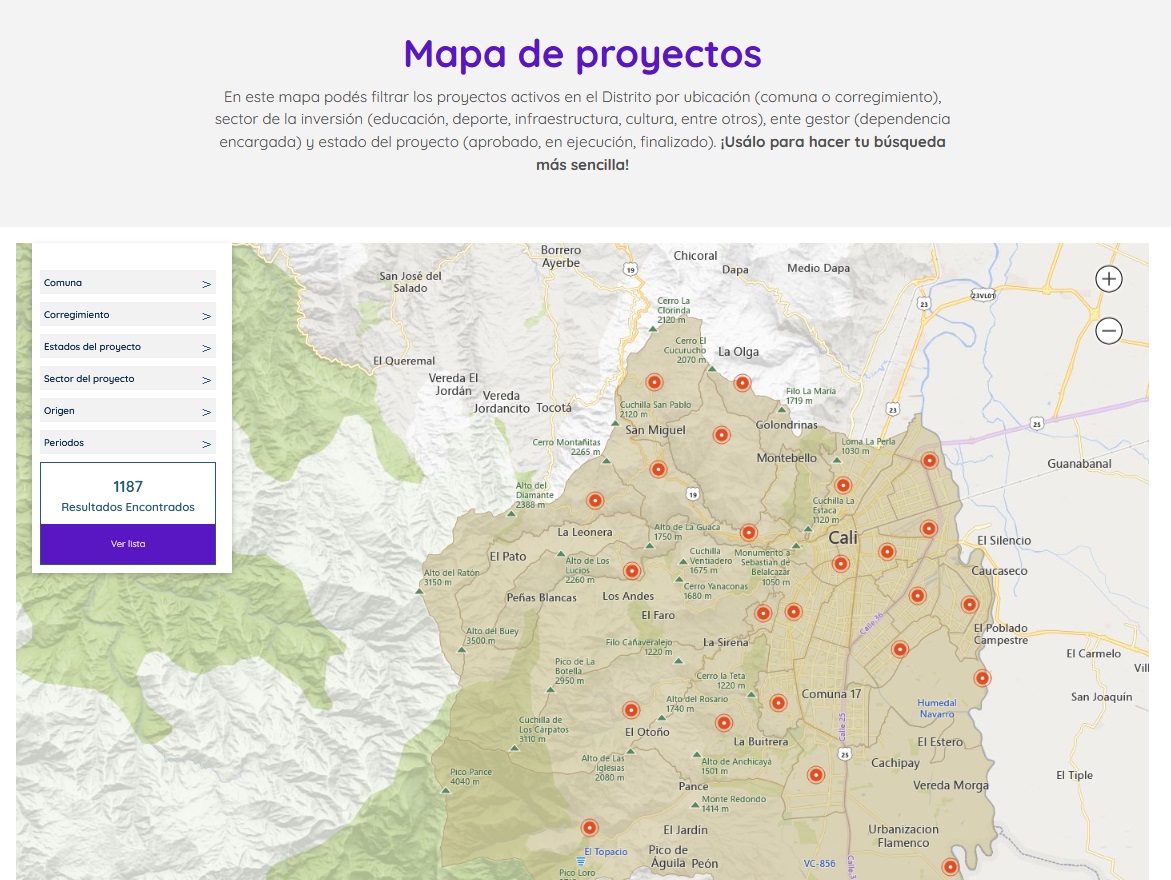 Mapa de proyectos
En este mapa podés filtrar los proyectos activos en el Distrito por ubicación (comuna o corregimiento),
sector de la inversión (educación, deporte, infraestructura, cultura, entre otros), ente gestor (dependencia
encargada) y estado del proyecto (aprobado, en ejecución, finalizado). ¡Usálo para hacer tu búsqueda
más sencilla!
Comuna >
Corregimiento >
Estados del proyecto >
Sector del proyecto >
Origen >
Periodos >
1187
Resultados Encontrados
Ver lista
+
−
Borrero
Ayerbe
Chicoral
Dapa
Medio Dapa
San José del
Salado
19
23
23VL01
Cerro La
Clorinda
2120 m
Cerro El
Cucurucho
2070 m
La Olga
El Queremal
Vereda El
Jordán
Vereda
Jordancito
Tocotá
Filo La María
1719 m
Cuchilla San Pablo
2120 m
23
25
San Miguel
Golondrinas
Cerro Montañitas
2265 m
Loma La Perla
1030 m
Montebello
Guanabanal
Alto del
Diamante
2388 m
19
Cuchilla La
Estaca
1120 m
La Leonera
Alto de La Guaca
1750 m
Cali
El Silencio
El Pato
Alto de Los
Lucios
2260 m
Cuchilla
Ventiadero
1675 m
Monumento a
Sebastián de
Belalcázar
1050 m
Caucaseo
Alto del Ratón
3150 m
Cerro Yanaconas
1680 m
Peñas Blancas
Los Andes
El Faro
Calle 36
El Poblado
Campestre
Alto del Buey
3500 m
Filo Cañaveralejo
1220 m
La Sirena
El Carmelo
Vil
Pico de La
Botella
2950 m
Cerro la Teta
1220 m
Comuna 17
San Joaquín
Alto del Rosario
1740 m
Humedal
Navarro
Cuchilla de
Los Cárpatos
3110 m
El Otoño
Calle 25
La Buitrera
El Estero
25
Alto de Las
Iglesias
2080 m
Alto de Anchicayá
1501 m
Cachipay
Pico Pance
4040 m
El Tiple
Pance
Vereda Morga
Monte Redondo
1414 m
El Jardín
Urbanizacion
Flamenco
El Topacio
Pico de
Águila
Peón
VC-856
Pico Loro